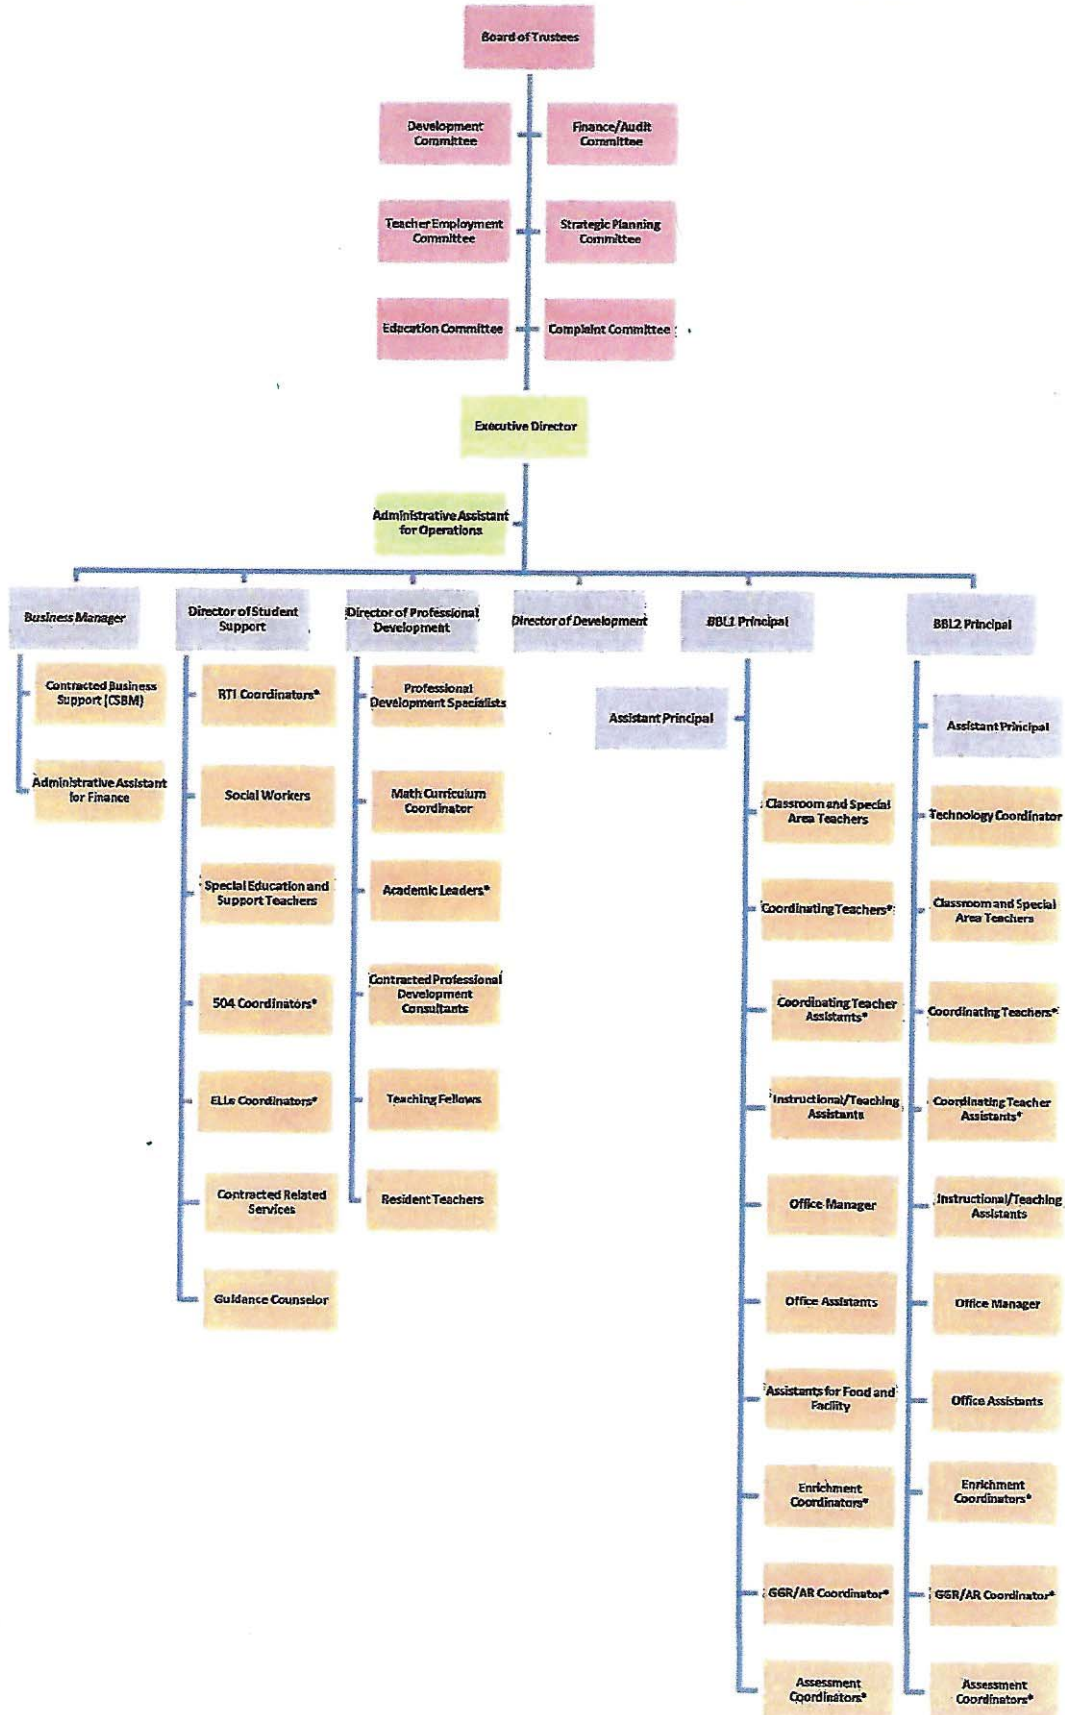 Board of Trustees
Development
Committee
Finance/Audit
Committee
Teacher Employment
Committee
Strategic Planning
Committee
Education Committee
Complaint Committee
Executive Director
Administrative Assistant
for Operations
Business Manager
Director of Student
Support
Director of Professional
Development
Director of Development
BBL1 Principal
BBL2 Principal
Contracted Business
Support (CSBM)
Administrative Assistant
for Finance
RTI Coordinators*
Social Workers
Special Education and
Support Teachers
504 Coordinators*
ELLs Coordinators*
Contracted Related
Services
Guidance Counselor
Professional
Development Specialists
Math Curriculum
Coordinator
Academic Leaders*
Contracted Professional
Development
Consultants
Teaching Fellows
Resident Teachers
Assistant Principal
Classroom and Special
Area Teachers
Coordinating Teachers*
Coordinating Teacher
Assistants*
Instructional/Teaching
Assistants
Office Manager
Office Assistants
Assistants for Food and
Facility
Enrichment
Coordinators*
GGR/AR Coordinator*
Assessment
Coordinators*
Assistant Principal
Technology Coordinator
Classroom and Special
Area Teachers
Coordinating Teachers*
Coordinating Teacher
Assistants*
Instructional/Teaching
Assistants
Office Manager
Office Assistants
Enrichment
Coordinators*
GGR/AR Coordinator*
Assessment
Coordinators*